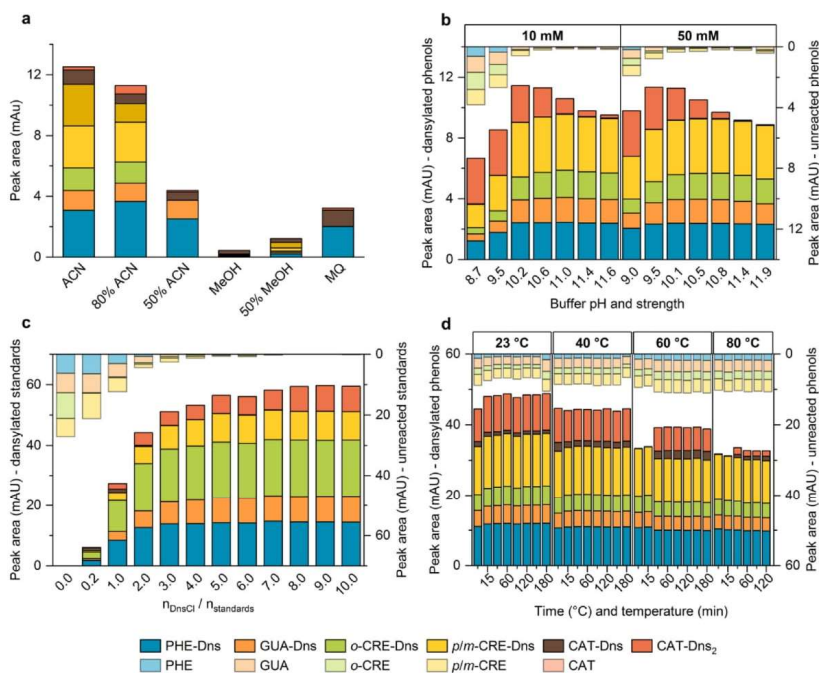 a
Peak area (mAu)
12
8
4
0
ACN
80% ACN
50% ACN
MeOH
50% MeOH
MQ
b
10 mM
50 mM
Peak area (mAU) - dansylated phenols
12
8
4
0
8.7
9.5
10.2
10.6
11.0
11.4
11.6
9.0
9.5
10.1
10.5
10.8
11.4
11.9
Buffer pH and strength
0
4
8
12
Peak area (mAU) - unreacted phenols
c
Peak area (mAU) - dansylated standards
60
40
20
0
0.0
0.2
1.0
2.0
3.0
4.0
5.0
6.0
7.0
8.0
9.0
10.0
nDnsCl / nstandards
0
20
40
60
Peak area (mAU) - unreacted standards
d
23 °C
40 °C
60 °C
80 °C
Peak area (mAU) - dansylated phenols
60
40
20
0
15
60
120
180
15
60
120
180
15
60
120
180
15
60
120
Time (°C) and temperature (min)
0
10
20
30
40
50
60
Peak area (mAU) - unreacted phenols
PHE-Dns
GUA-Dns
o-CRE-Dns
p/m-CRE-Dns
CAT-Dns
CAT-Dns₂
PHE
GUA
o-CRE
p/m-CRE
CAT